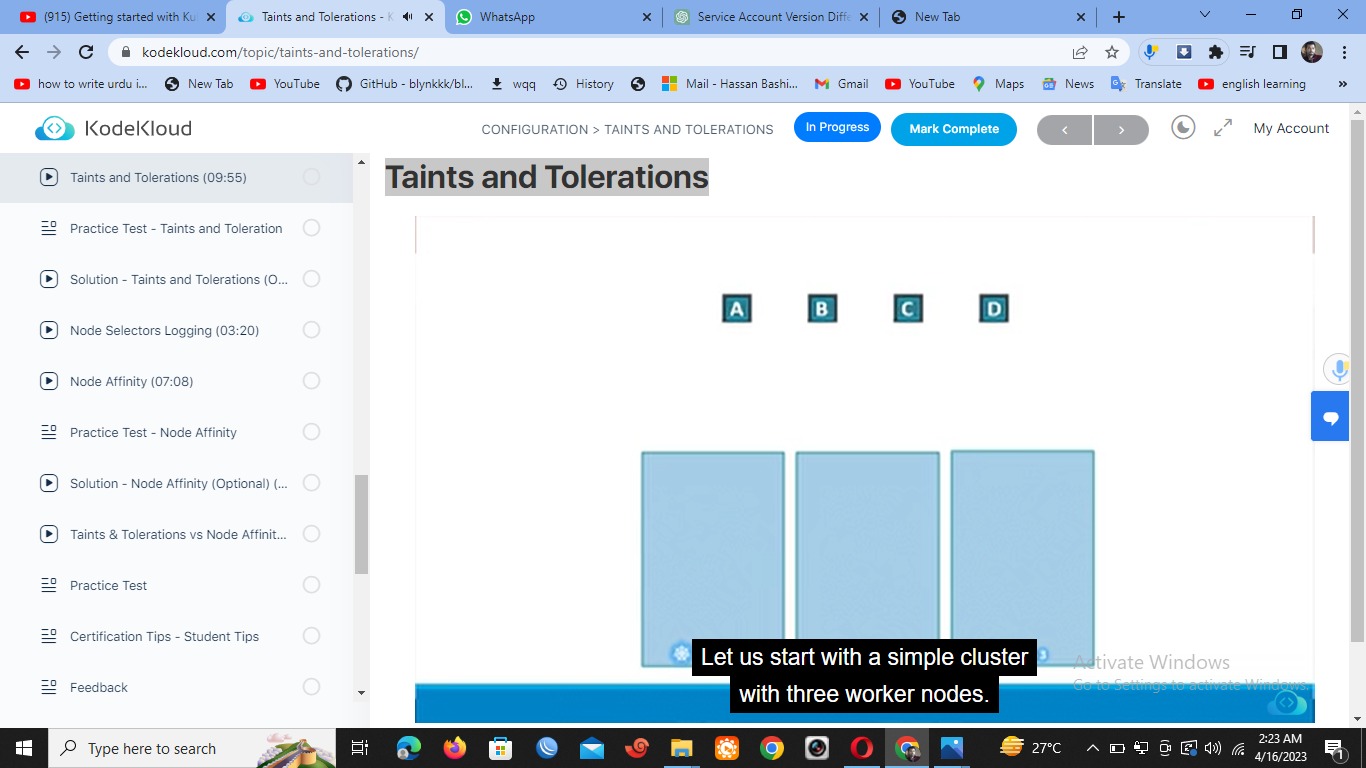 (915) Getting started with Ku
Taints and Tolerations - K
WhatsApp
Service Account Version Diffe
New Tab
kodekloud.com/topic/taints-and-tolerations/
how to write urdu i...
New Tab
YouTube
GitHub - blynkkk/bl...
wqq
History
Mail - Hassan Bashi...
Gmail
YouTube
Maps
News
Translate
english learning
»
KodeKloud
CONFIGURATION > TAINTS AND TOLERATIONS
In Progress
Mark Complete
My Account
Taints and Tolerations (09:55)
Practice Test - Taints and Toleration
Solution - Taints and Tolerations (O...
Node Selectors Logging (03:20)
Node Affinity (07:08)
Practice Test - Node Affinity
Solution - Node Affinity (Optional) (...
Taints & Tolerations vs Node Affinit...
Practice Test
Certification Tips - Student Tips
Feedback
Taints and Tolerations
A B C D
3
Let us start with a simple cluster
with three worker nodes.
Activate Windows
Go to Settings to activate Windows.
Type here to search
27°C
2:23 AM
4/16/2023
1